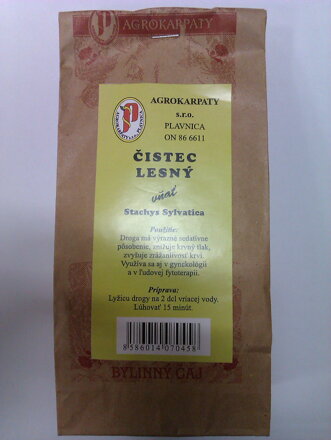 AGROKARPATY
AGROKARPATY
s.r.o.
PLAVNICA
ON 86 6611
AGROKARPATY PLAVNICA
ČISTEC
LESNÝ
vňať
Stachys Sylvatica
Použitie:
Droga má výrazné sedatívne
pôsobenie, znižuje krvný tlak,
zvyšuje zrážanlivosť krvi.
Využíva sa aj v gynekológii
a v ľudovej fytoterapii.
Príprava:
Lyžicu drogy na 2 dcl vriacej vody.
Lúhovať 15 minút.
8586014070458
BYLINNÝ ČAJ